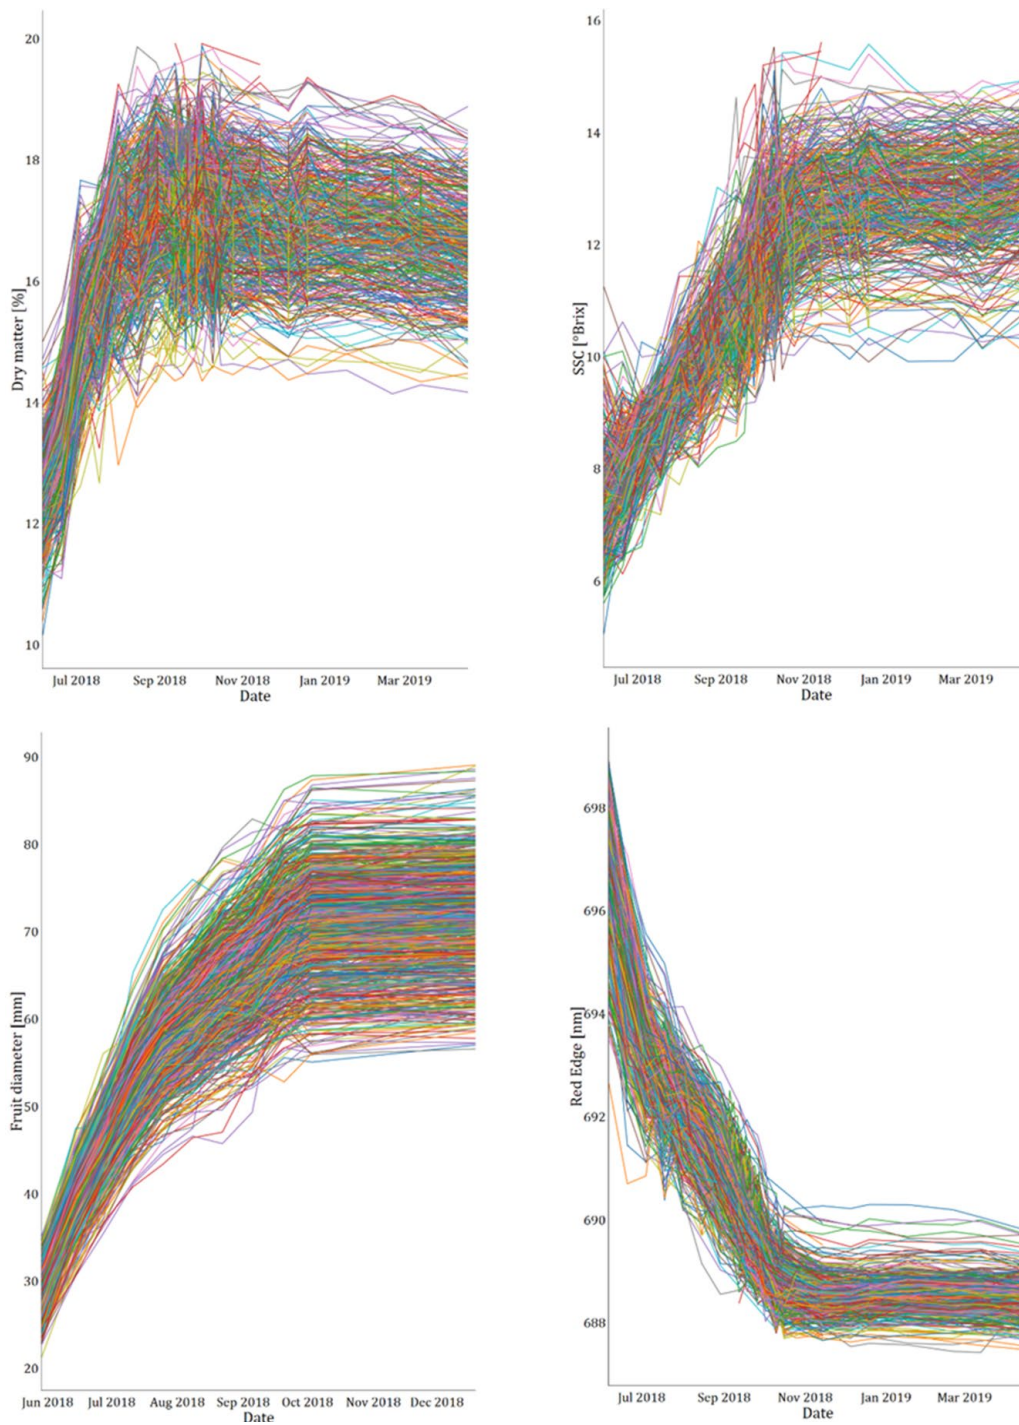 20
18
16
14
12
10
Dry matter [%]
Jul 2018 Sep 2018 Nov 2018 Jan 2019 Mar 2019
Date
16
14
12
10
8
6
SSC [°Brix]
Jul 2018 Sep 2018 Nov 2018 Jan 2019 Mar 2019
Date
90
80
70
60
50
40
30
20
Fruit diameter [mm]
Jun 2018 Jul 2018 Aug 2018 Sep 2018 Oct 2018 Nov 2018 Dec 2018
Date
698
696
694
692
690
688
Red Edge [nm]
Jul 2018 Sep 2018 Nov 2018 Jan 2019 Mar 2019
Date